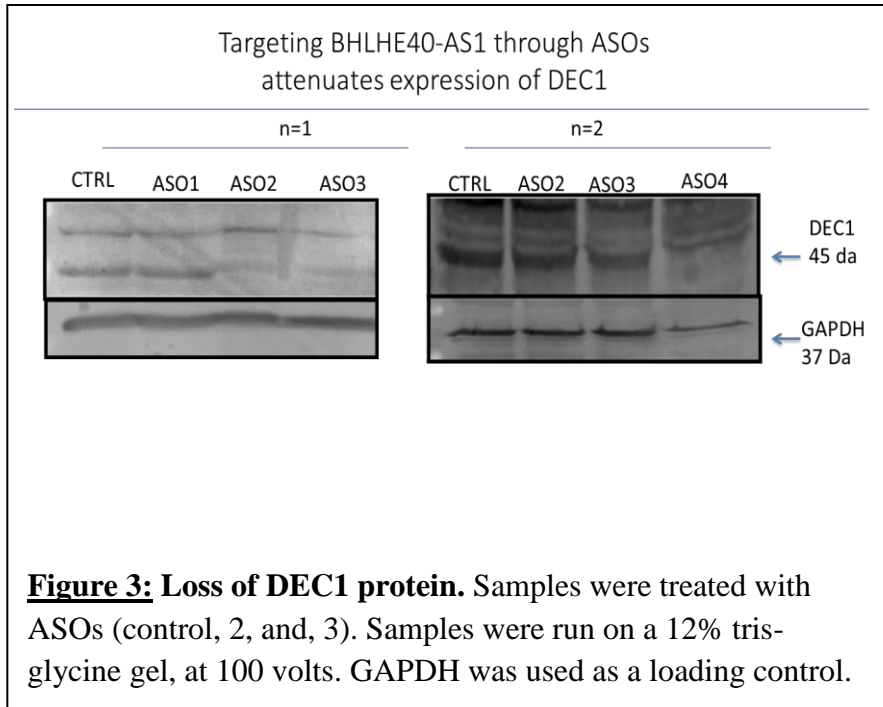 Targeting BHLHE40-AS1 through ASOs
attenuates expression of DEC1
n=1
n=2
CTRL ASO1 ASO2 ASO3
CTRL ASO2 ASO3 ASO4
DEC1
45 da
GAPDH
37 Da
Figure 3: Loss of DEC1 protein. Samples were treated with
ASOs (control, 2, and, 3). Samples were run on a 12% tris-
glycine gel, at 100 volts. GAPDH was used as a loading control.